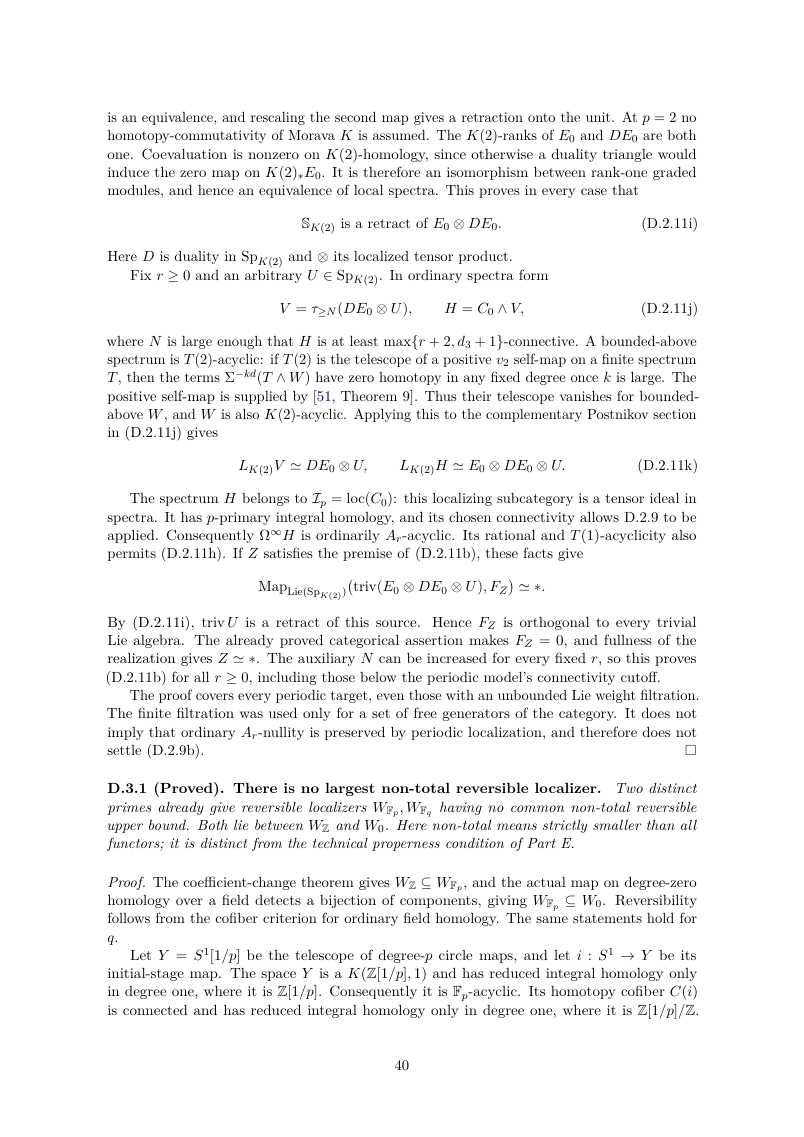 is an equivalence, and rescaling the second map gives a retraction onto the unit. At p = 2 no
homotopy-commutativity of Morava K is assumed. The K(2)-ranks of E₀ and DE₀ are both
one. Coevaluation is nonzero on K(2)-homology, since otherwise a duality triangle would
induce the zero map on K(2)∗E₀. It is therefore an isomorphism between rank-one graded
modules, and hence an equivalence of local spectra. This proves in every case that
𝕊_{K(2)} is a retract of E₀ ⊗ DE₀. (D.2.11i)
Here D is duality in Sp_{K(2)} and ⊗ its localized tensor product.
Fix r ≥ 0 and an arbitrary U ∈ Sp_{K(2)}. In ordinary spectra form
V = τ_{≥N}(DE₀ ⊗ U), H = C₀ ∧ V, (D.2.11j)
where N is large enough that H is at least max{r + 2, d₃ + 1}-connective. A bounded-above
spectrum is T(2)-acyclic: if T(2) is the telescope of a positive v₂ self-map on a finite spectrum
T, then the terms Σ^{−kd}(T ∧ W) have zero homotopy in any fixed degree once k is large. The
positive self-map is supplied by [51, Theorem 9]. Thus their telescope vanishes for bounded-
above W, and W is also K(2)-acyclic. Applying this to the complementary Postnikov section
in (D.2.11j) gives
L_{K(2)}V ≃ DE₀ ⊗ U, L_{K(2)}H ≃ E₀ ⊗ DE₀ ⊗ U. (D.2.11k)
The spectrum H belongs to ℐ_p = loc(C₀): this localizing subcategory is a tensor ideal in
spectra. It has p-primary integral homology, and its chosen connectivity allows D.2.9 to be
applied. Consequently Ω^∞H is ordinarily A_r-acyclic. Its rational and T(1)-acyclicity also
permits (D.2.11h). If Z satisfies the premise of (D.2.11b), these facts give
Map_{Lie(Sp_{K(2)})}(triv(E₀ ⊗ DE₀ ⊗ U), F_Z) ≃ ∗.
By (D.2.11i), triv U is a retract of this source. Hence F_Z is orthogonal to every trivial
Lie algebra. The already proved categorical assertion makes F_Z = 0, and fullness of the
realization gives Z ≃ ∗. The auxiliary N can be increased for every fixed r, so this proves
(D.2.11b) for all r ≥ 0, including those below the periodic model's connectivity cutoff.
The proof covers every periodic target, even those with an unbounded Lie weight filtration.
The finite filtration was used only for a set of free generators of the category. It does not
imply that ordinary A_r-nullity is preserved by periodic localization, and therefore does not
settle (D.2.9b). □
D.3.1 (Proved). There is no largest non-total reversible localizer. Two distinct
primes already give reversible localizers W_{𝔽_p}, W_{𝔽_q} having no common non-total reversible
upper bound. Both lie between W_ℤ and W₀. Here non-total means strictly smaller than all
functors; it is distinct from the technical properness condition of Part E.
Proof. The coefficient-change theorem gives W_ℤ ⊆ W_{𝔽_p}, and the actual map on degree-zero
homology over a field detects a bijection of components, giving W_{𝔽_p} ⊆ W₀. Reversibility
follows from the cofiber criterion for ordinary field homology. The same statements hold for
q.
Let Y = S¹[1/p] be the telescope of degree-p circle maps, and let i : S¹ → Y be its
initial-stage map. The space Y is a K(ℤ[1/p], 1) and has reduced integral homology only
in degree one, where it is ℤ[1/p]. Consequently it is 𝔽_p-acyclic. Its homotopy cofiber C(i)
is connected and has reduced integral homology only in degree one, where it is ℤ[1/p]/ℤ.
40